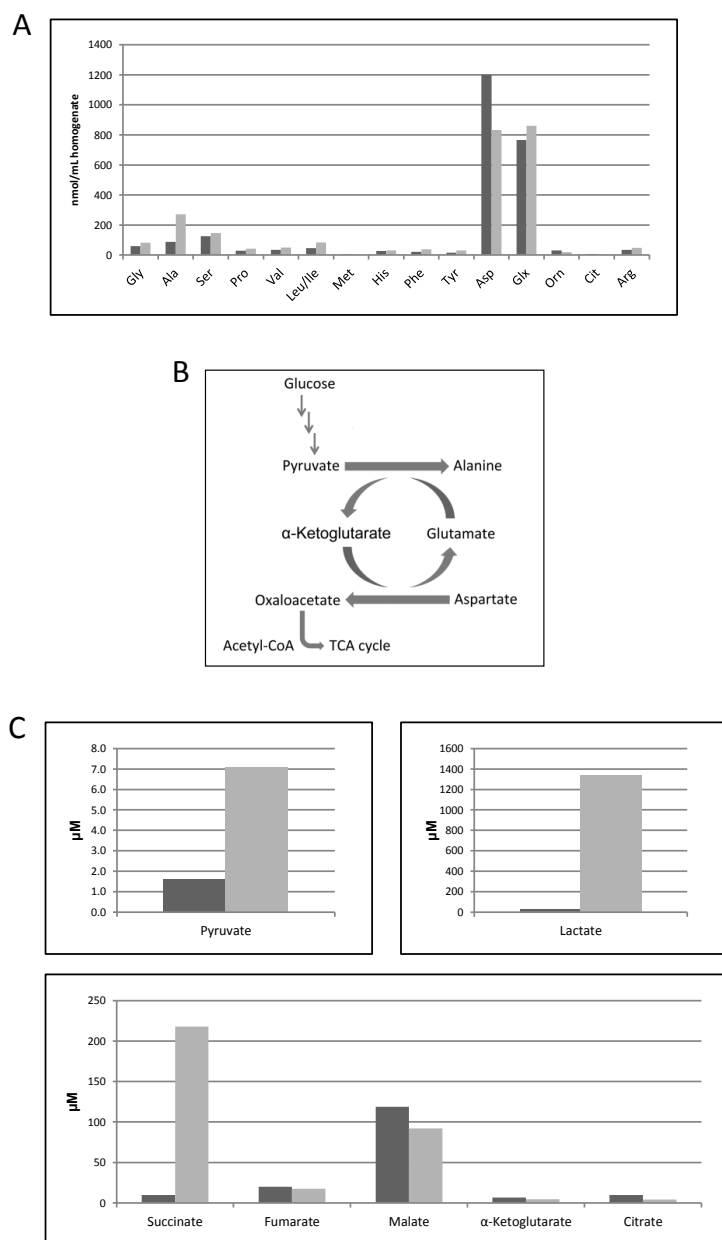 A
1400
1200
1000
800
600
400
200
0
nmol/mL homogenate
Gly
Ala
Ser
Pro
Val
Leu/Ile
Met
His
Phe
Tyr
Asp
Glx
Orn
Cit
Arg
B
Glucose
Pyruvate
Alanine
α-Ketoglutarate
Glutamate
Oxaloacetate
Aspartate
Acetyl-CoA
TCA cycle
C
8.0
7.0
6.0
5.0
4.0
3.0
2.0
1.0
0.0
μM
Pyruvate
1600
1400
1200
1000
800
600
400
200
0
μM
Lactate
250
200
150
100
50
0
μM
Succinate
Fumarate
Malate
α-Ketoglutarate
Citrate